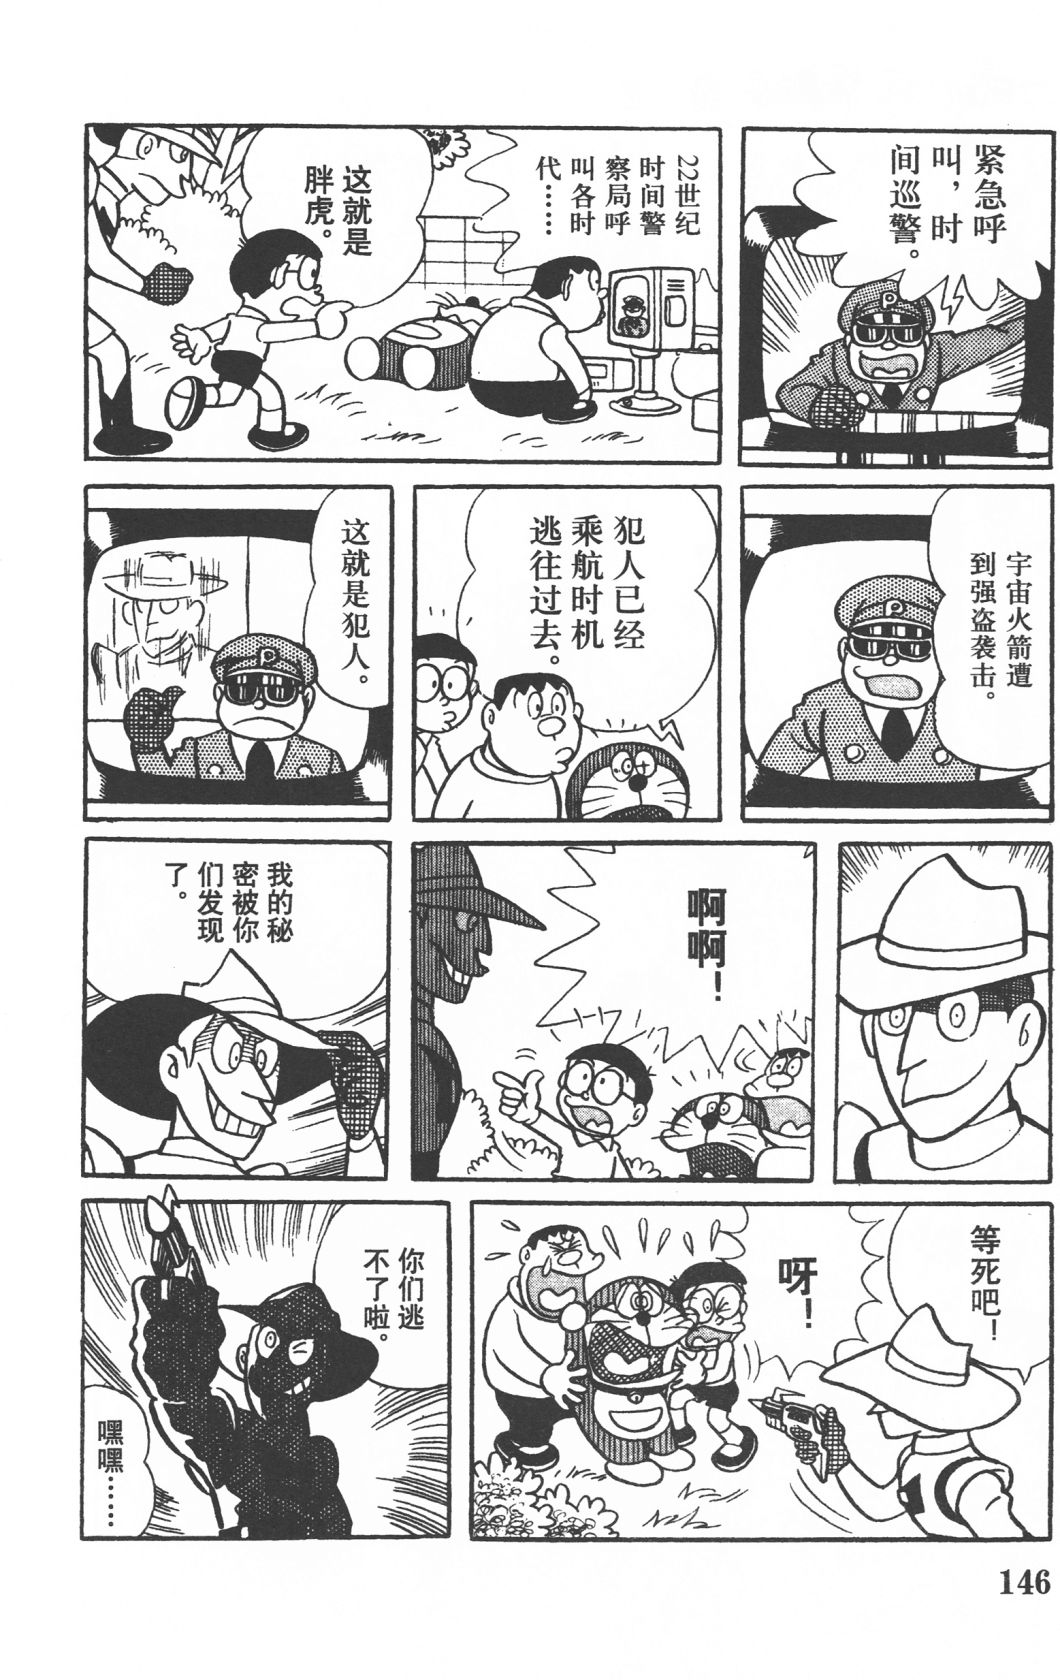 紧急呼
叫，时
间巡警。
P
22世纪
时间警
察局呼
叫各时
代……
这就是
胖虎。
宇宙火箭遭
到强盗袭击。
P
犯人已经
乘航时机
逃往过去。
这就是犯人。
P
啊啊！
我的秘
密被你
们发现
了。
等死吧！
呀！
你们逃
不了啦。
嘿嘿……
146